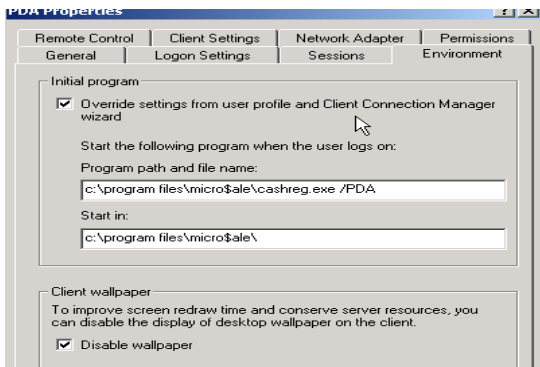 PDA Properties
Remote Control Client Settings Network Adapter Permissions
General Logon Settings Sessions Environment
Initial program
Override settings from user profile and Client Connection Manager
wizard
Start the following program when the user logs on:
Program path and file name:
c:\program files\micro$ale\cashreg.exe /PDA
Start in:
c:\program files\micro$ale\
Client wallpaper
To improve screen redraw time and conserve server resources, you
can disable the display of desktop wallpaper on the client.
Disable wallpaper